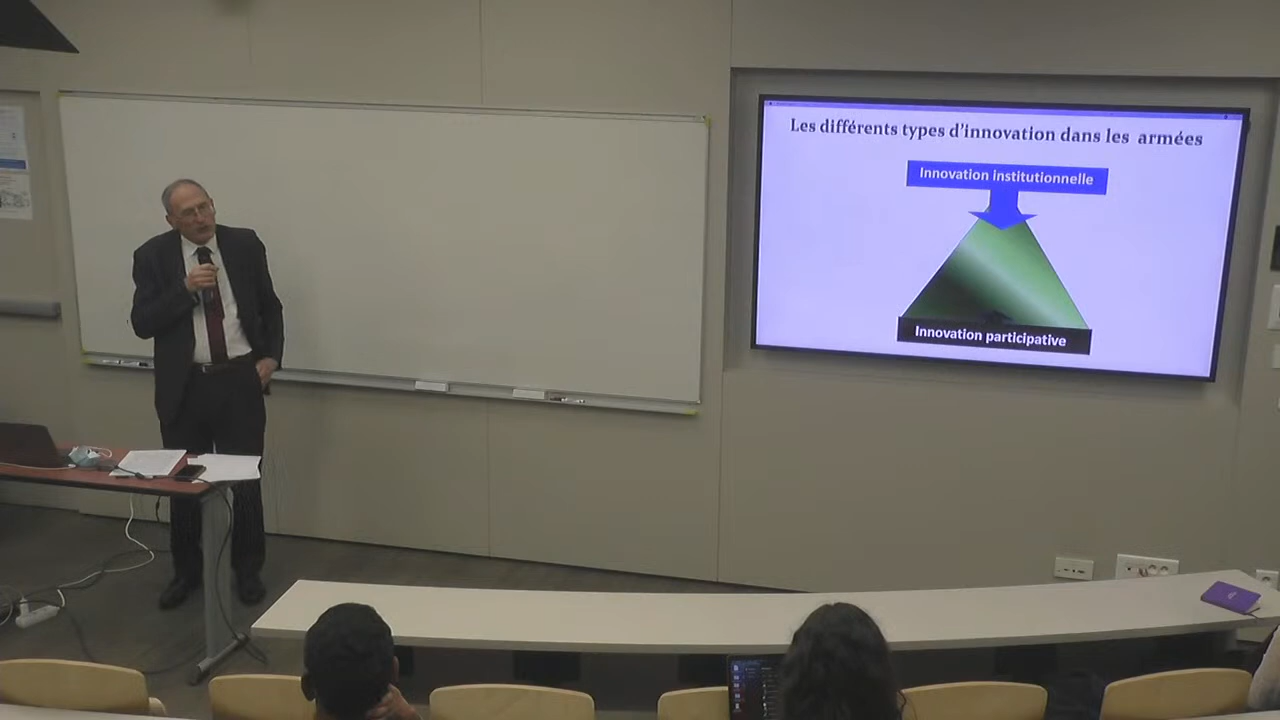 Les différents types d'innovation dans les armées
Innovation institutionnelle
Innovation participative